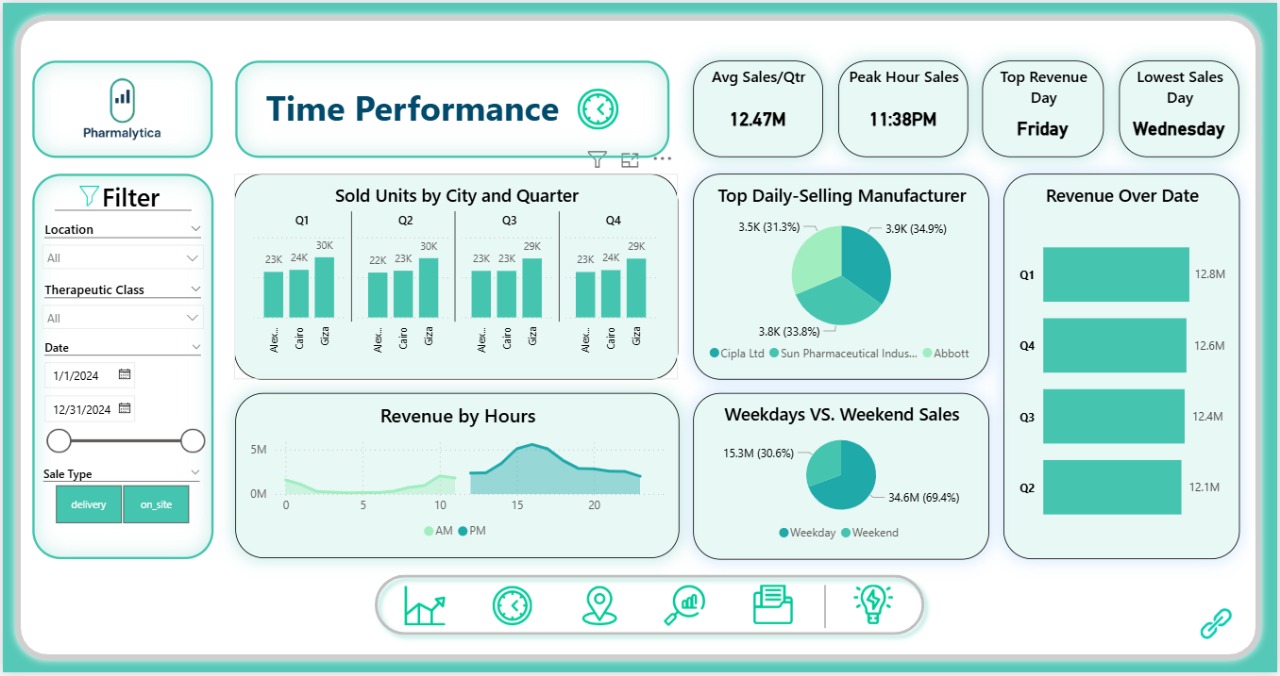 Pharmalytica
Time Performance
Avg Sales/Qtr
12.47M
Peak Hour Sales
11:38PM
Top Revenue
Day
Friday
Lowest Sales
Day
Wednesday
Filter
Location
All
Therapeutic Class
All
Date
1/1/2024
12/31/2024
Sale Type
delivery
on_site
Sold Units by City and Quarter
Q1
Q2
Q3
Q4
23K
24K
30K
22K
23K
30K
23K
23K
29K
23K
24K
29K
Alex...
Cairo
Giza
Alex...
Cairo
Giza
Alex...
Cairo
Giza
Alex...
Cairo
Giza
Top Daily-Selling Manufacturer
3.5K (31.3%)
3.9K (34.9%)
3.8K (33.8%)
Cipla Ltd
Sun Pharmaceutical Indus...
Abbott
Revenue Over Date
Q1
12.8M
Q4
12.6M
Q3
12.4M
Q2
12.1M
Revenue by Hours
5M
0M
0
5
10
15
20
AM
PM
Weekdays VS. Weekend Sales
15.3M (30.6%)
34.6M (69.4%)
Weekday
Weekend